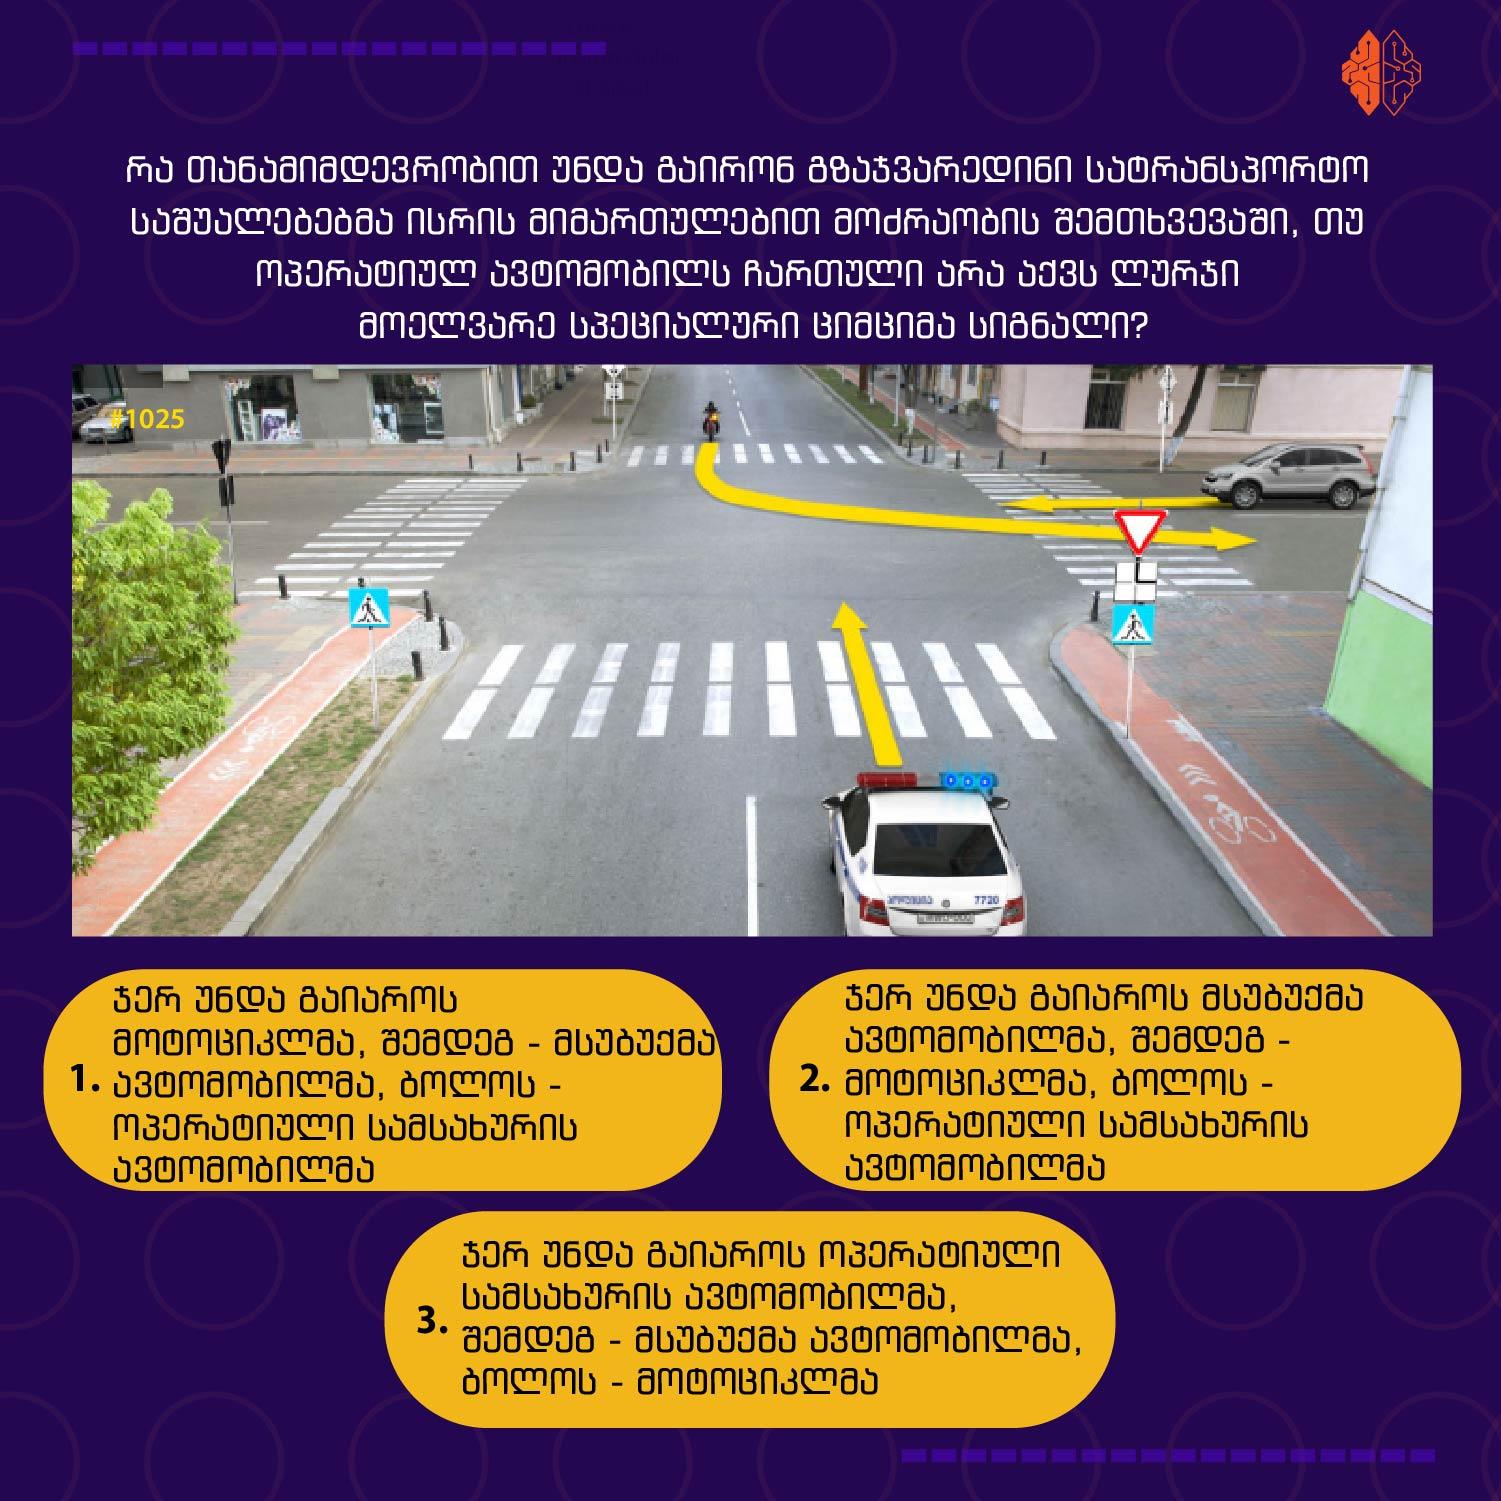 რა თანამიმდევრობით უნდა გაირონ გზაჯვარედინი სატრანსპორტო
საშუალებებმა ისრის მიმართულებით მოძრაობის შემთხვევაში, თუ
ოპერატიულ ავტომობილს ჩართული არა აქვს ლურჯი
მოელვარე სპეციალური ციმციმა სიგნალი?
#1025
პოლიცია 7720
1. ჯერ უნდა გაიაროს
მოტოციკლმა, შემდეგ - მსუბუქმა
ავტომობილმა, ბოლოს -
ოპერატიული სამსახურის
ავტომობილმა
2. ჯერ უნდა გაიაროს მსუბუქმა
ავტომობილმა, შემდეგ -
მოტოციკლმა, ბოლოს -
ოპერატიული სამსახურის
ავტომობილმა
3. ჯერ უნდა გაიაროს ოპერატიული
სამსახურის ავტომობილმა,
შემდეგ - მსუბუქმა ავტომობილმა,
ბოლოს - მოტოციკლმა